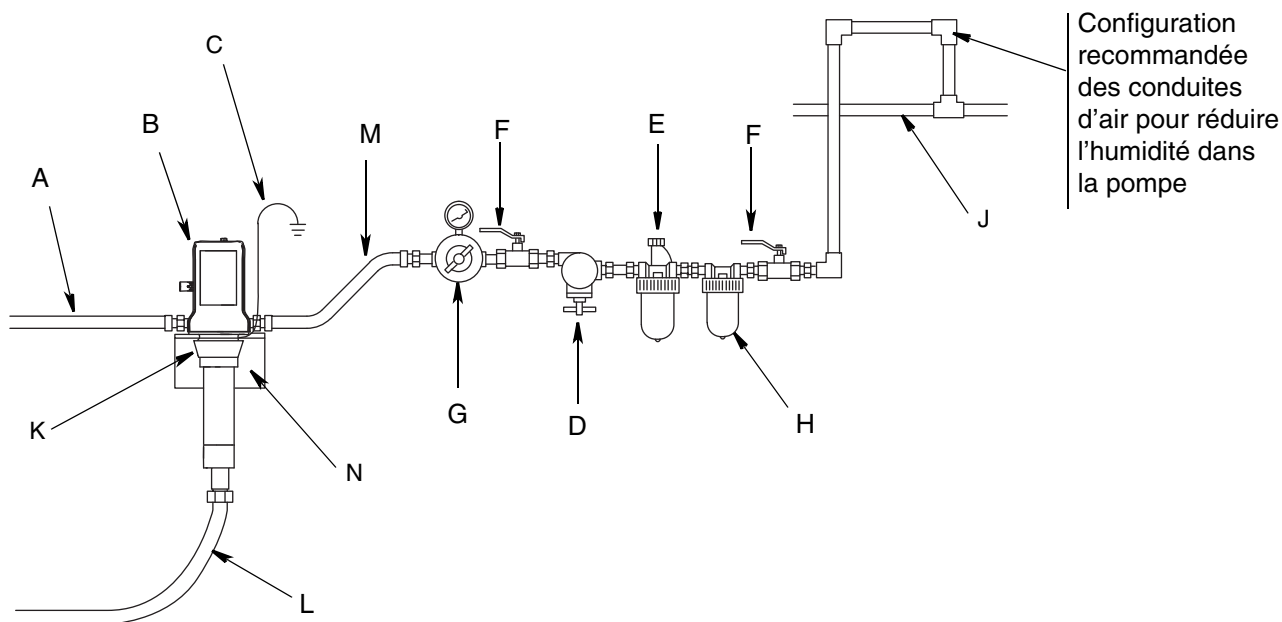 C
B
M
F
E
F
A
J
Configuration
recommandée
des conduites
d'air pour réduire
l'humidité dans
la pompe
G
D
H
K
N
L